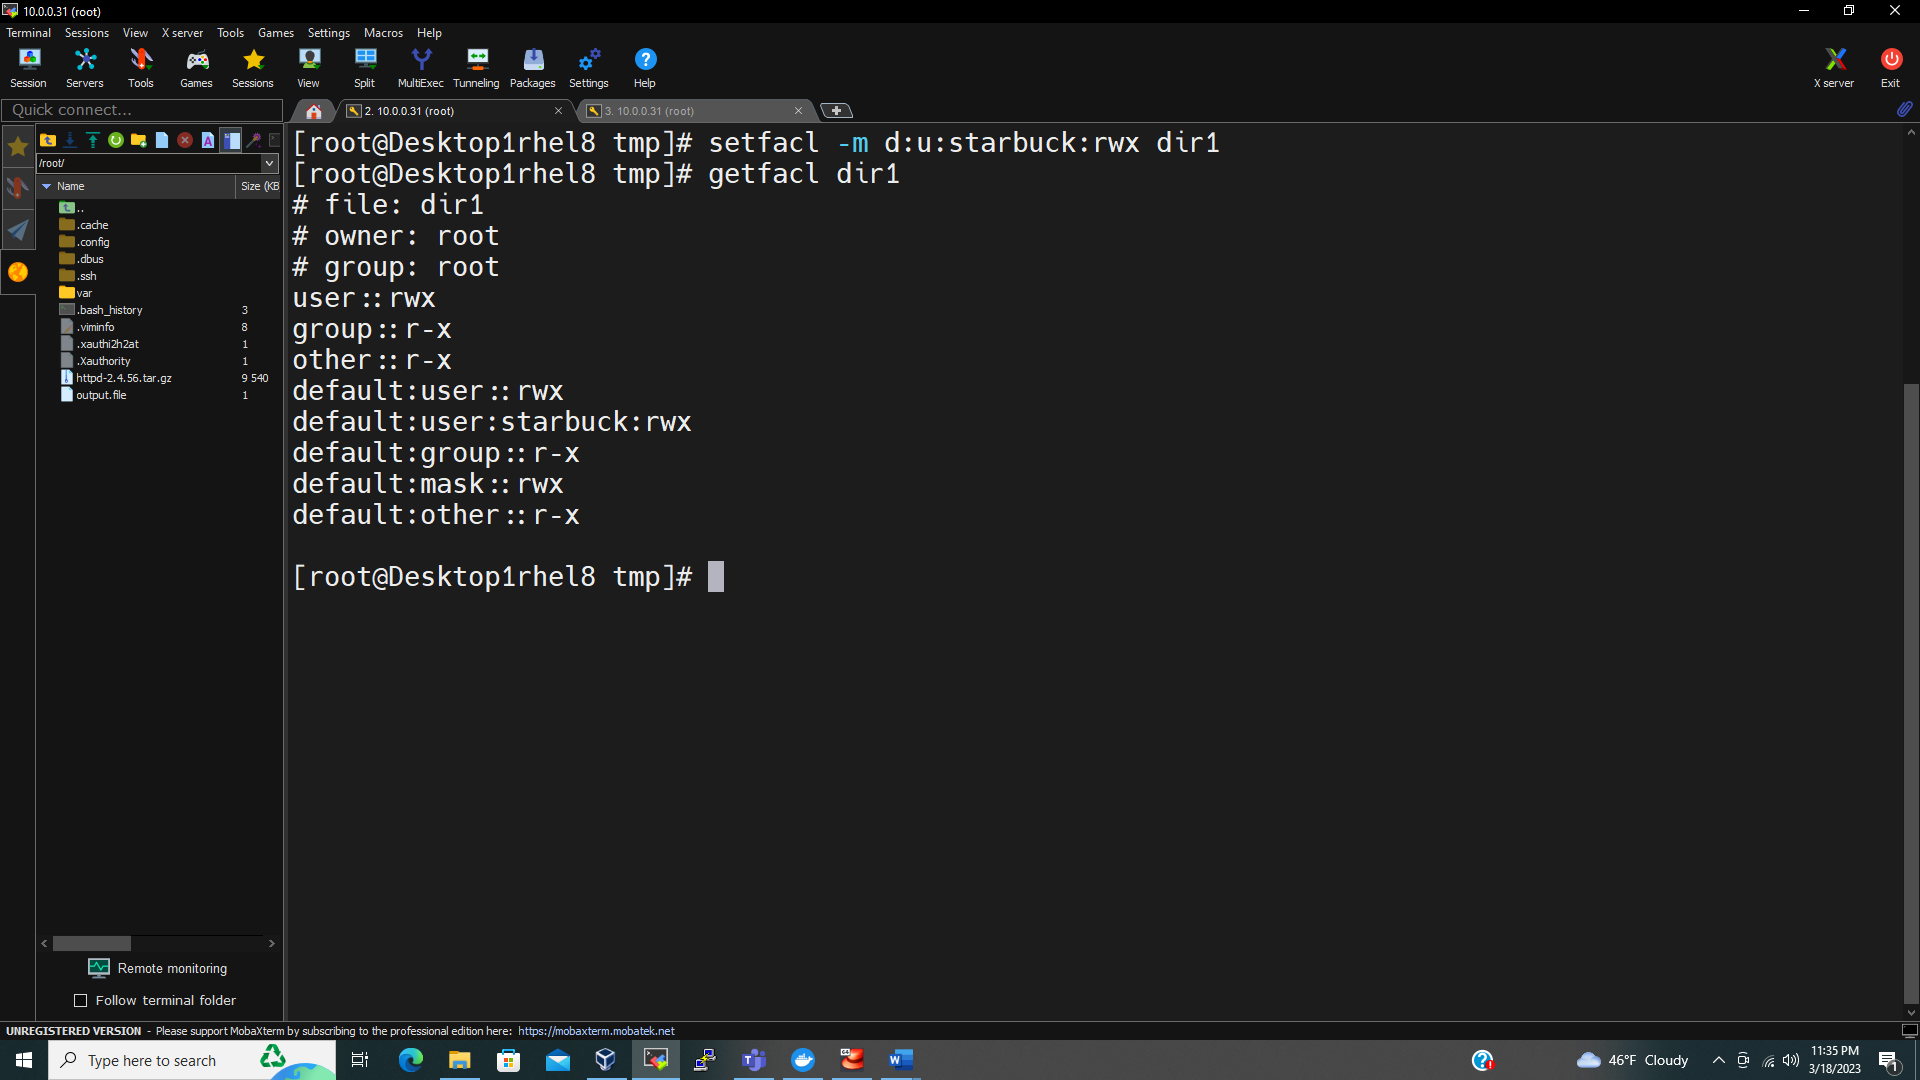 10.0.0.31 (root)
Terminal Sessions View X server Tools Games Settings Macros Help
Session Servers Tools Games Sessions View Split MultiExec Tunneling Packages Settings Help X server Exit
Quick connect...
2. 10.0.0.31 (root)
3. 10.0.0.31 (root)
/root/
Name Size (KB
..
.cache
.config
.dbus
.ssh
var
.bash_history 3
.viminfo 8
.xauthi2h2at 1
.Xauthority 1
httpd-2.4.56.tar.gz 9 540
output.file 1
Remote monitoring
Follow terminal folder
[root@Desktop1rhel8 tmp]# setfacl -m d:u:starbuck:rwx dir1
[root@Desktop1rhel8 tmp]# getfacl dir1
# file: dir1
# owner: root
# group: root
user::rwx
group::r-x
other::r-x
default:user::rwx
default:user:starbuck:rwx
default:group::r-x
default:mask::rwx
default:other::r-x
[root@Desktop1rhel8 tmp]#
UNREGISTERED VERSION - Please support MobaXterm by subscribing to the professional edition here: https://mobaxterm.mobatek.net
Type here to search
46°F Cloudy
11:35 PM
3/18/2023
1